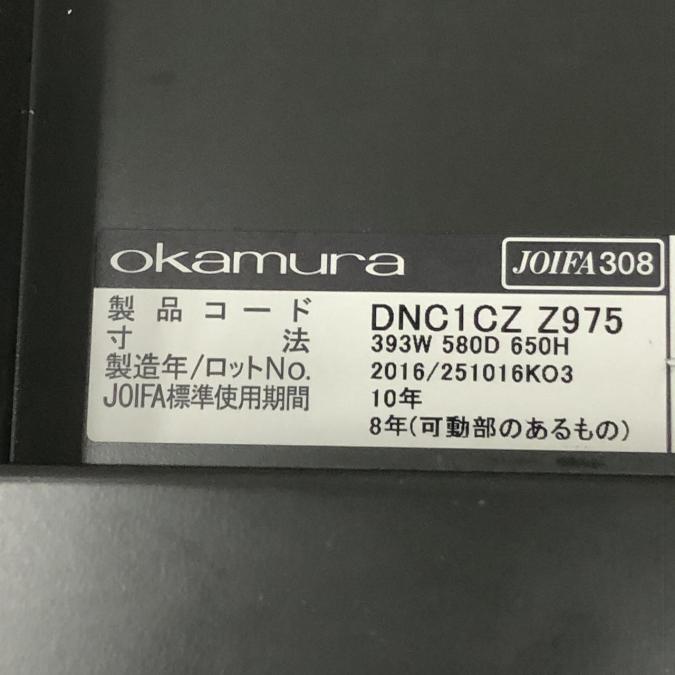 okamura JOIFA308
製品コード DNC1CZ Z975
寸法 393W 580D 650H
製造年/ロットNo. 2016/251016KO3
JOIFA標準使用期間 10年
8年(可動部のあるもの)